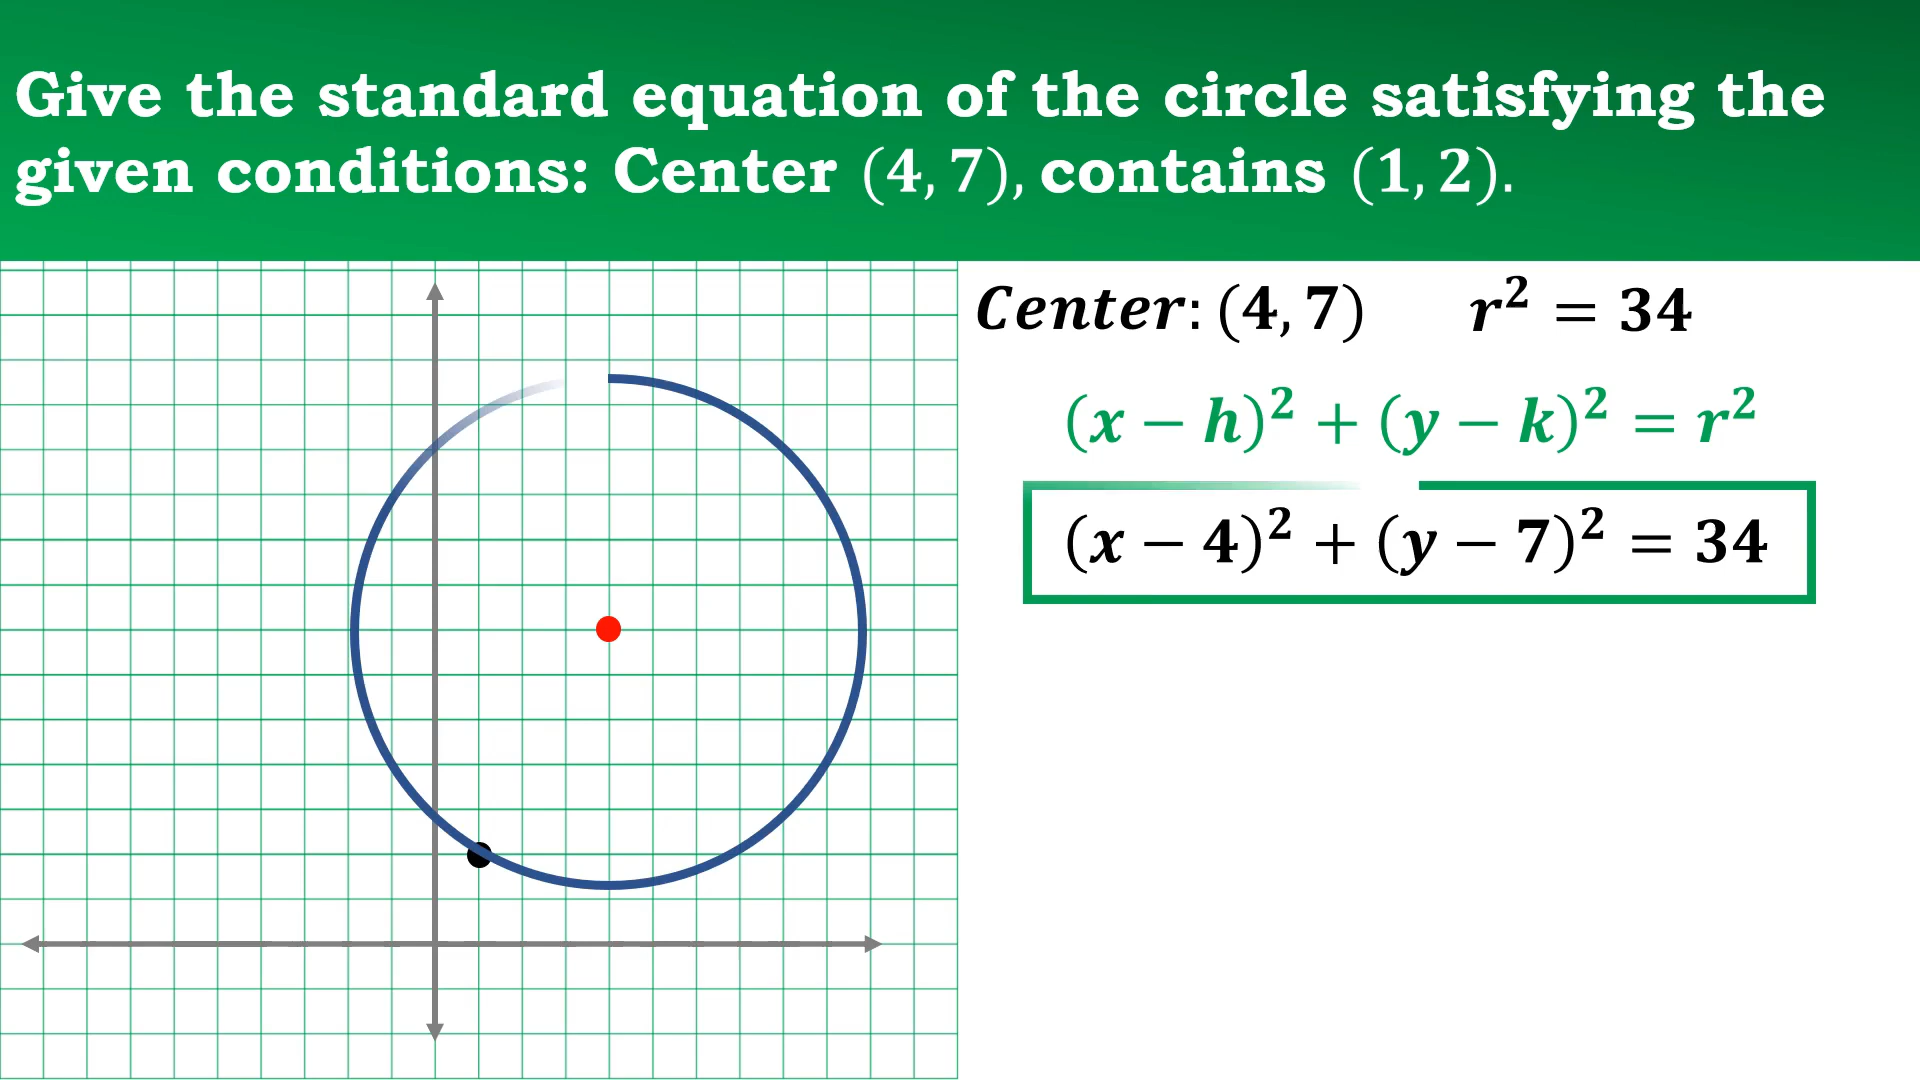 Give the standard equation of the circle satisfying the
given conditions: Center (4, 7), contains (1, 2).
Center: (4, 7) r² = 34
(x − h)² + (y − k)² = r²
(x − 4)² + (y − 7)² = 34